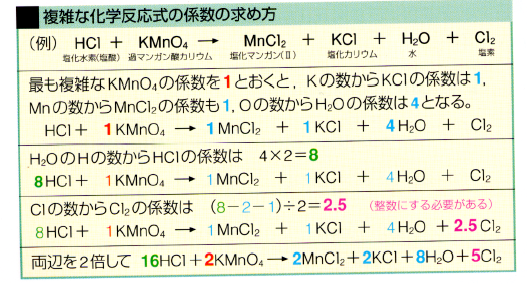 ■複雑な化学反応式の係数の求め方
(例) HCl + KMnO₄ → MnCl₂ + KCl + H₂O + Cl₂
塩化水素(塩酸) 過マンガン酸カリウム 塩化マンガン(Ⅱ) 塩化カリウム 水 塩素
最も複雑なKMnO₄の係数を1とおくと, Kの数からKClの係数は1,
Mnの数からMnCl₂の係数も1, Oの数からH₂Oの係数は4となる。
HCl + 1KMnO₄ → 1MnCl₂ + 1KCl + 4H₂O + Cl₂
H₂OのHの数からHClの係数は 4×2=8
8HCl + 1KMnO₄ → 1MnCl₂ + 1KCl + 4H₂O + Cl₂
Clの数からCl₂の係数は (8-2-1)÷2=2.5 (整数にする必要がある)
8HCl + 1KMnO₄ → 1MnCl₂ + 1KCl + 4H₂O + 2.5Cl₂
両辺を2倍して 16HCl+2KMnO₄→2MnCl₂+2KCl+8H₂O+5Cl₂